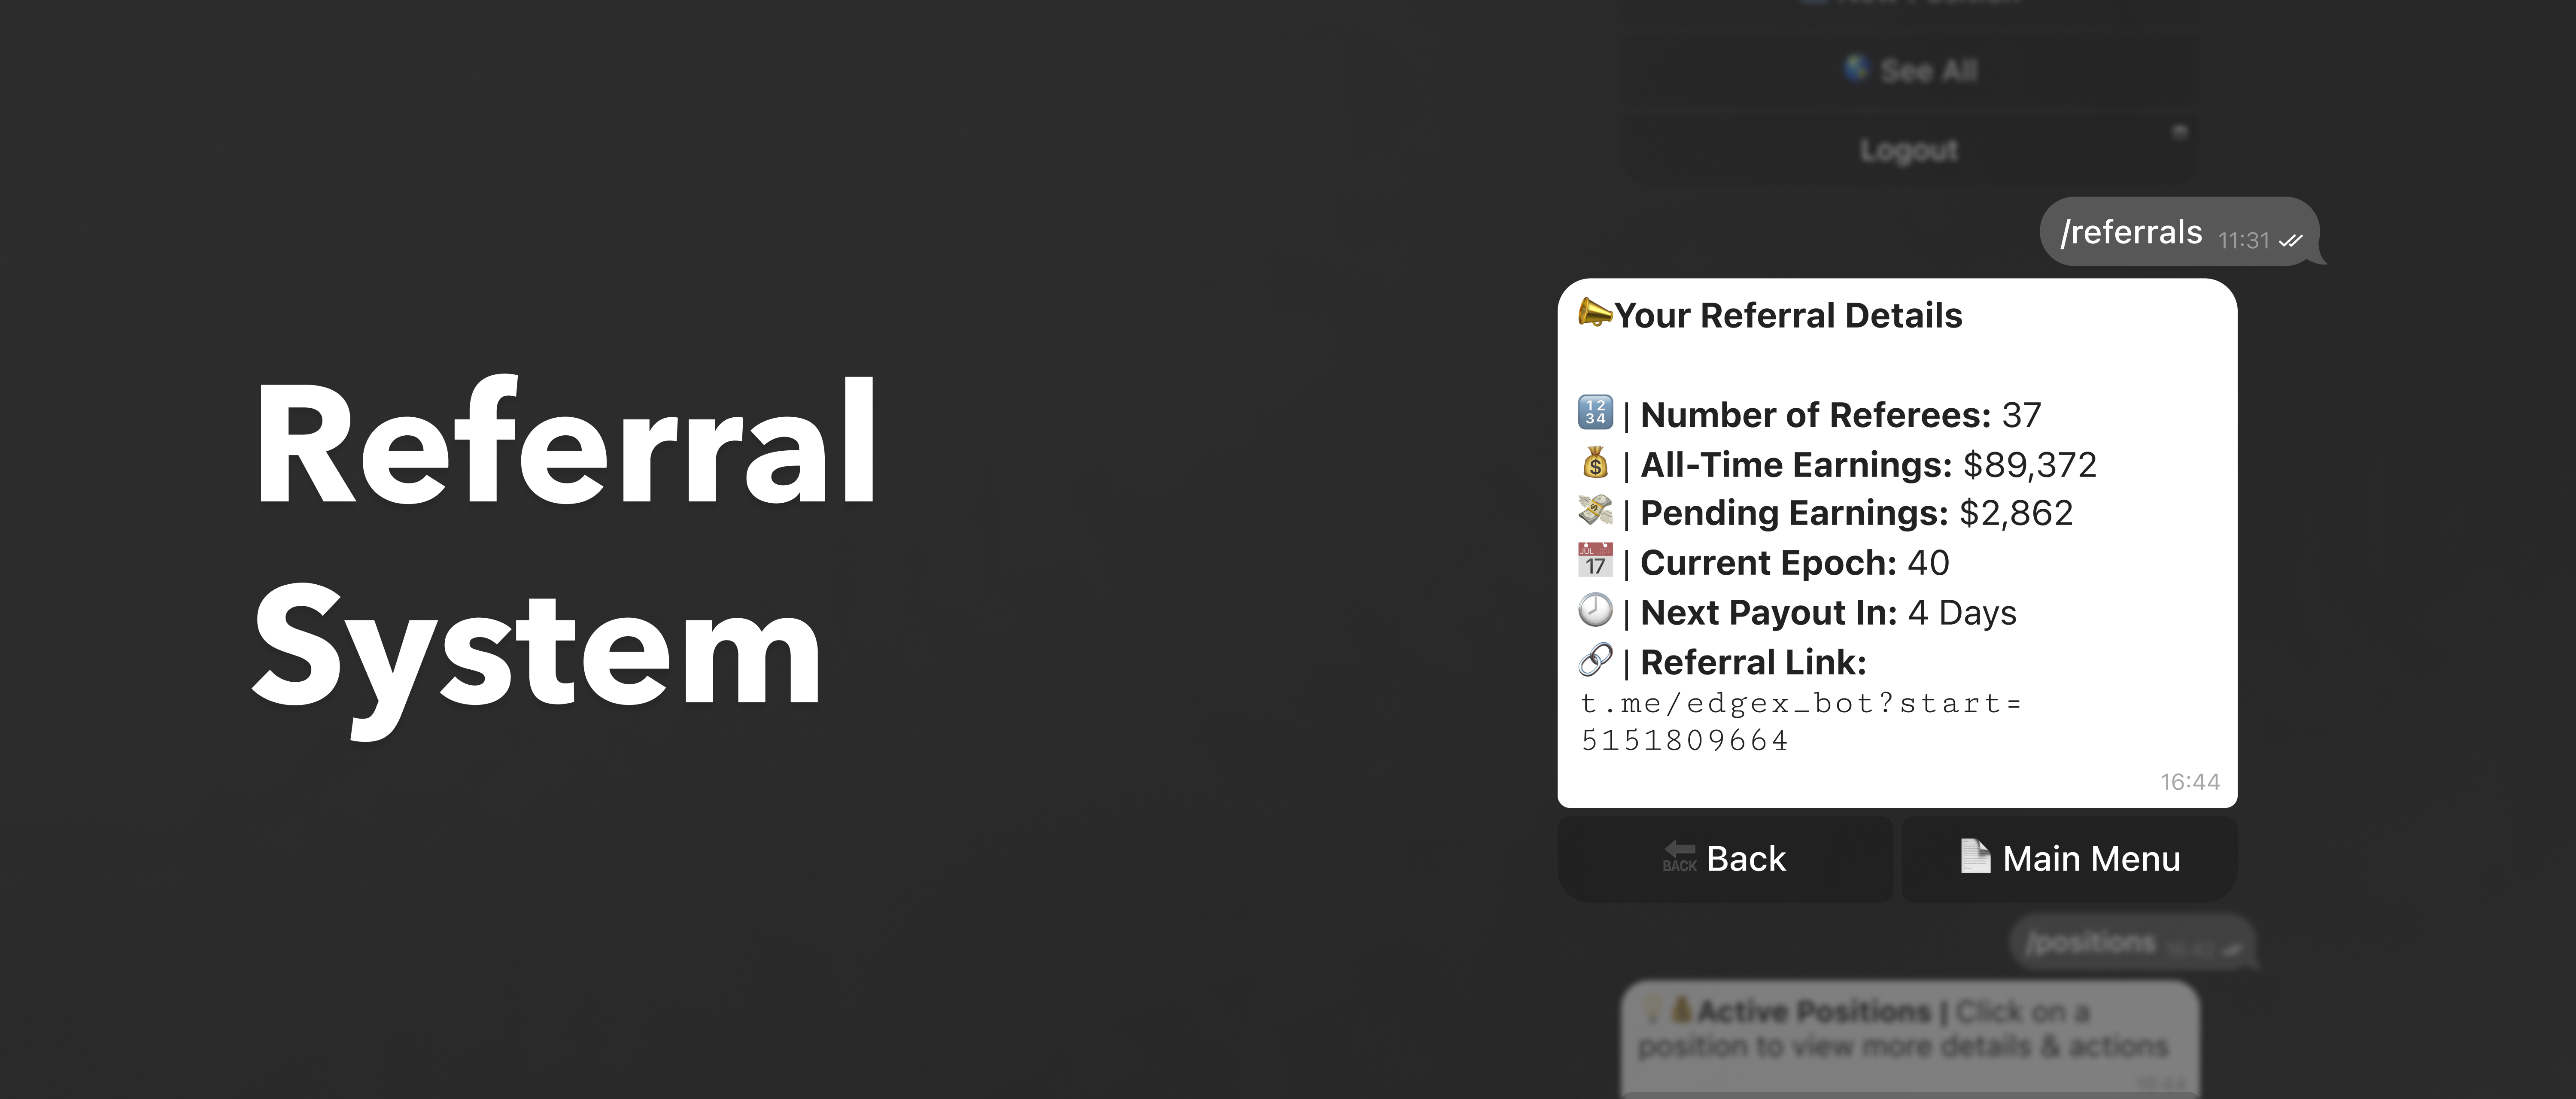 Referral
System
See All
Logout
/referrals 11:31
📣Your Referral Details
🔢 | Number of Referees: 37
💰 | All-Time Earnings: $89,372
💸 | Pending Earnings: $2,862
📅 | Current Epoch: 40
🕗 | Next Payout In: 4 Days
🔗 | Referral Link:
t.me/edgex_bot?start=
5151809664
16:44
BACK Back
Main Menu
/positions
Active Positions | Click on a
position to view more details & actions